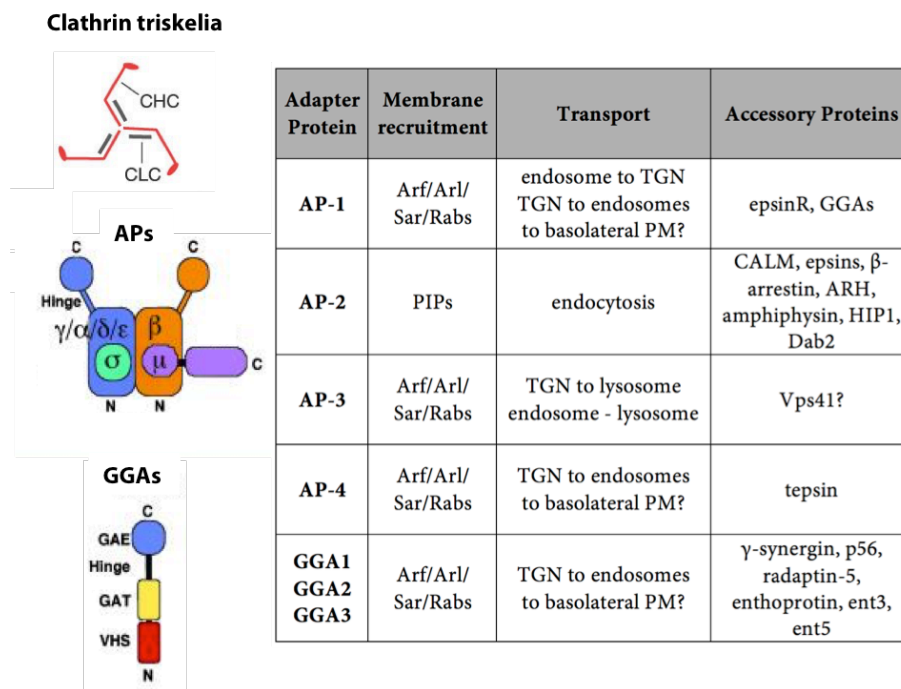 Clathrin triskelia
CHC
CLC
APs
C
C
Hinge
γ/α/δ/ε
β
σ
μ
C
N
N
GGAs
C
GAE
Hinge
GAT
VHS
N
Adapter
Protein
Membrane
recruitment
Transport
Accessory Proteins
AP-1
Arf/Arl/
Sar/Rabs
endosome to TGN
TGN to endosomes
to basolateral PM?
epsinR, GGAs
AP-2
PIPs
endocytosis
CALM, epsins, β-
arrestin, ARH,
amphiphysin, HIP1,
Dab2
AP-3
Arf/Arl/
Sar/Rabs
TGN to lysosome
endosome - lysosome
Vps41?
AP-4
Arf/Arl/
Sar/Rabs
TGN to endosomes
to basolateral PM?
tepsin
GGA1
GGA2
GGA3
Arf/Arl/
Sar/Rabs
TGN to endosomes
to basolateral PM?
γ-synergin, p56,
radaptin-5,
enthoprotin, ent3,
ent5